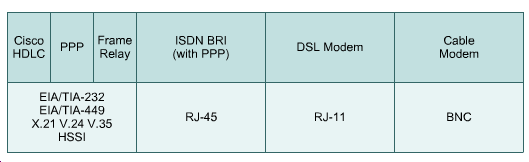 Cisco
HDLC
PPP
Frame
Relay
ISDN BRI
(with PPP)
DSL Modem
Cable
Modem
EIA/TIA-232
EIA/TIA-449
X.21 V.24 V.35
HSSI
RJ-45
RJ-11
BNC